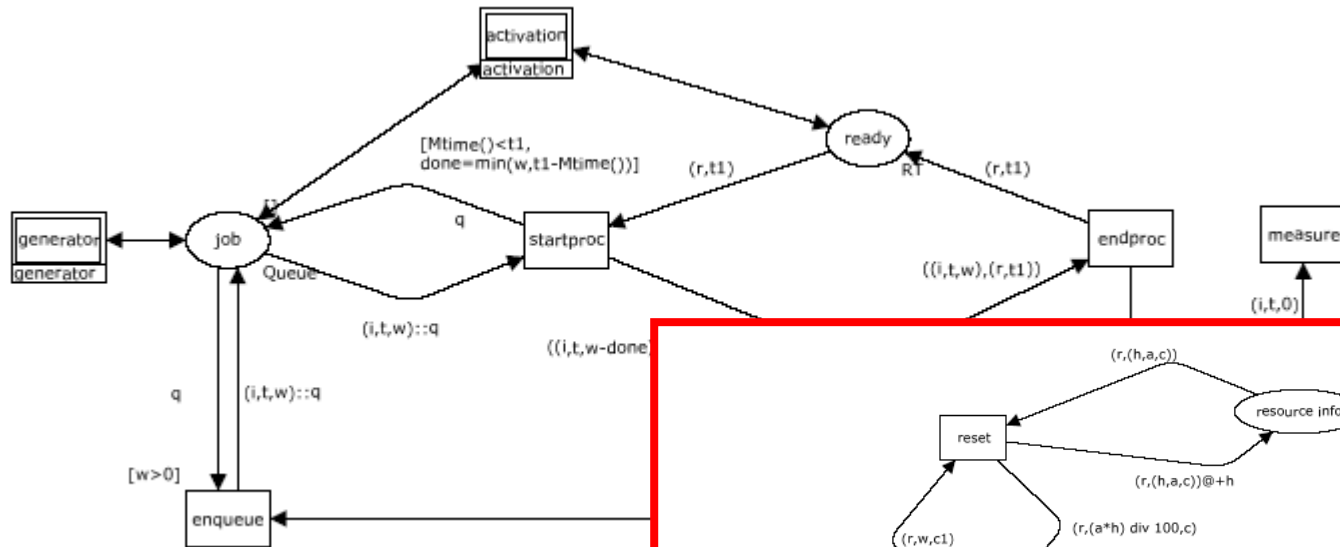 activation
activation
ready
[Mtime()<t1,
done=min(w,t1-Mtime())]
(r,t1)
RT
(r,t1)
generator
generator
job
Queue
q
startproc
endproc
measure
((i,t,w),(r,t1))
(i,t,0)
(i,t,w)::q
((i,t,w-done)
(r,(h,a,c))
q
(i,t,w)::q
resource info
reset
[w>0]
(r,(h,a,c))@+h
enqueue
(r,w,c1)
(r,(a*h) div 100,c)